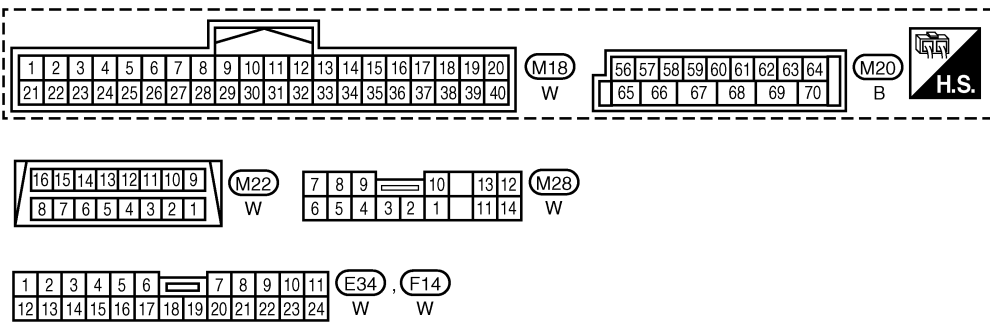 1 2 3 4 5 6 7 8 9 10 11 12 13 14 15 16 17 18 19 20
21 22 23 24 25 26 27 28 29 30 31 32 33 34 35 36 37 38 39 40
M18
W
56 57 58 59 60 61 62 63 64
65 66 67 68 69 70
M20
B
H.S.
16 15 14 13 12 11 10 9
8 7 6 5 4 3 2 1
M22
W
7 8 9 10 13 12
6 5 4 3 2 1 11 14
M28
W
1 2 3 4 5 6 7 8 9 10 11
12 13 14 15 16 17 18 19 20 21 22 23 24
E34 , F14
W W